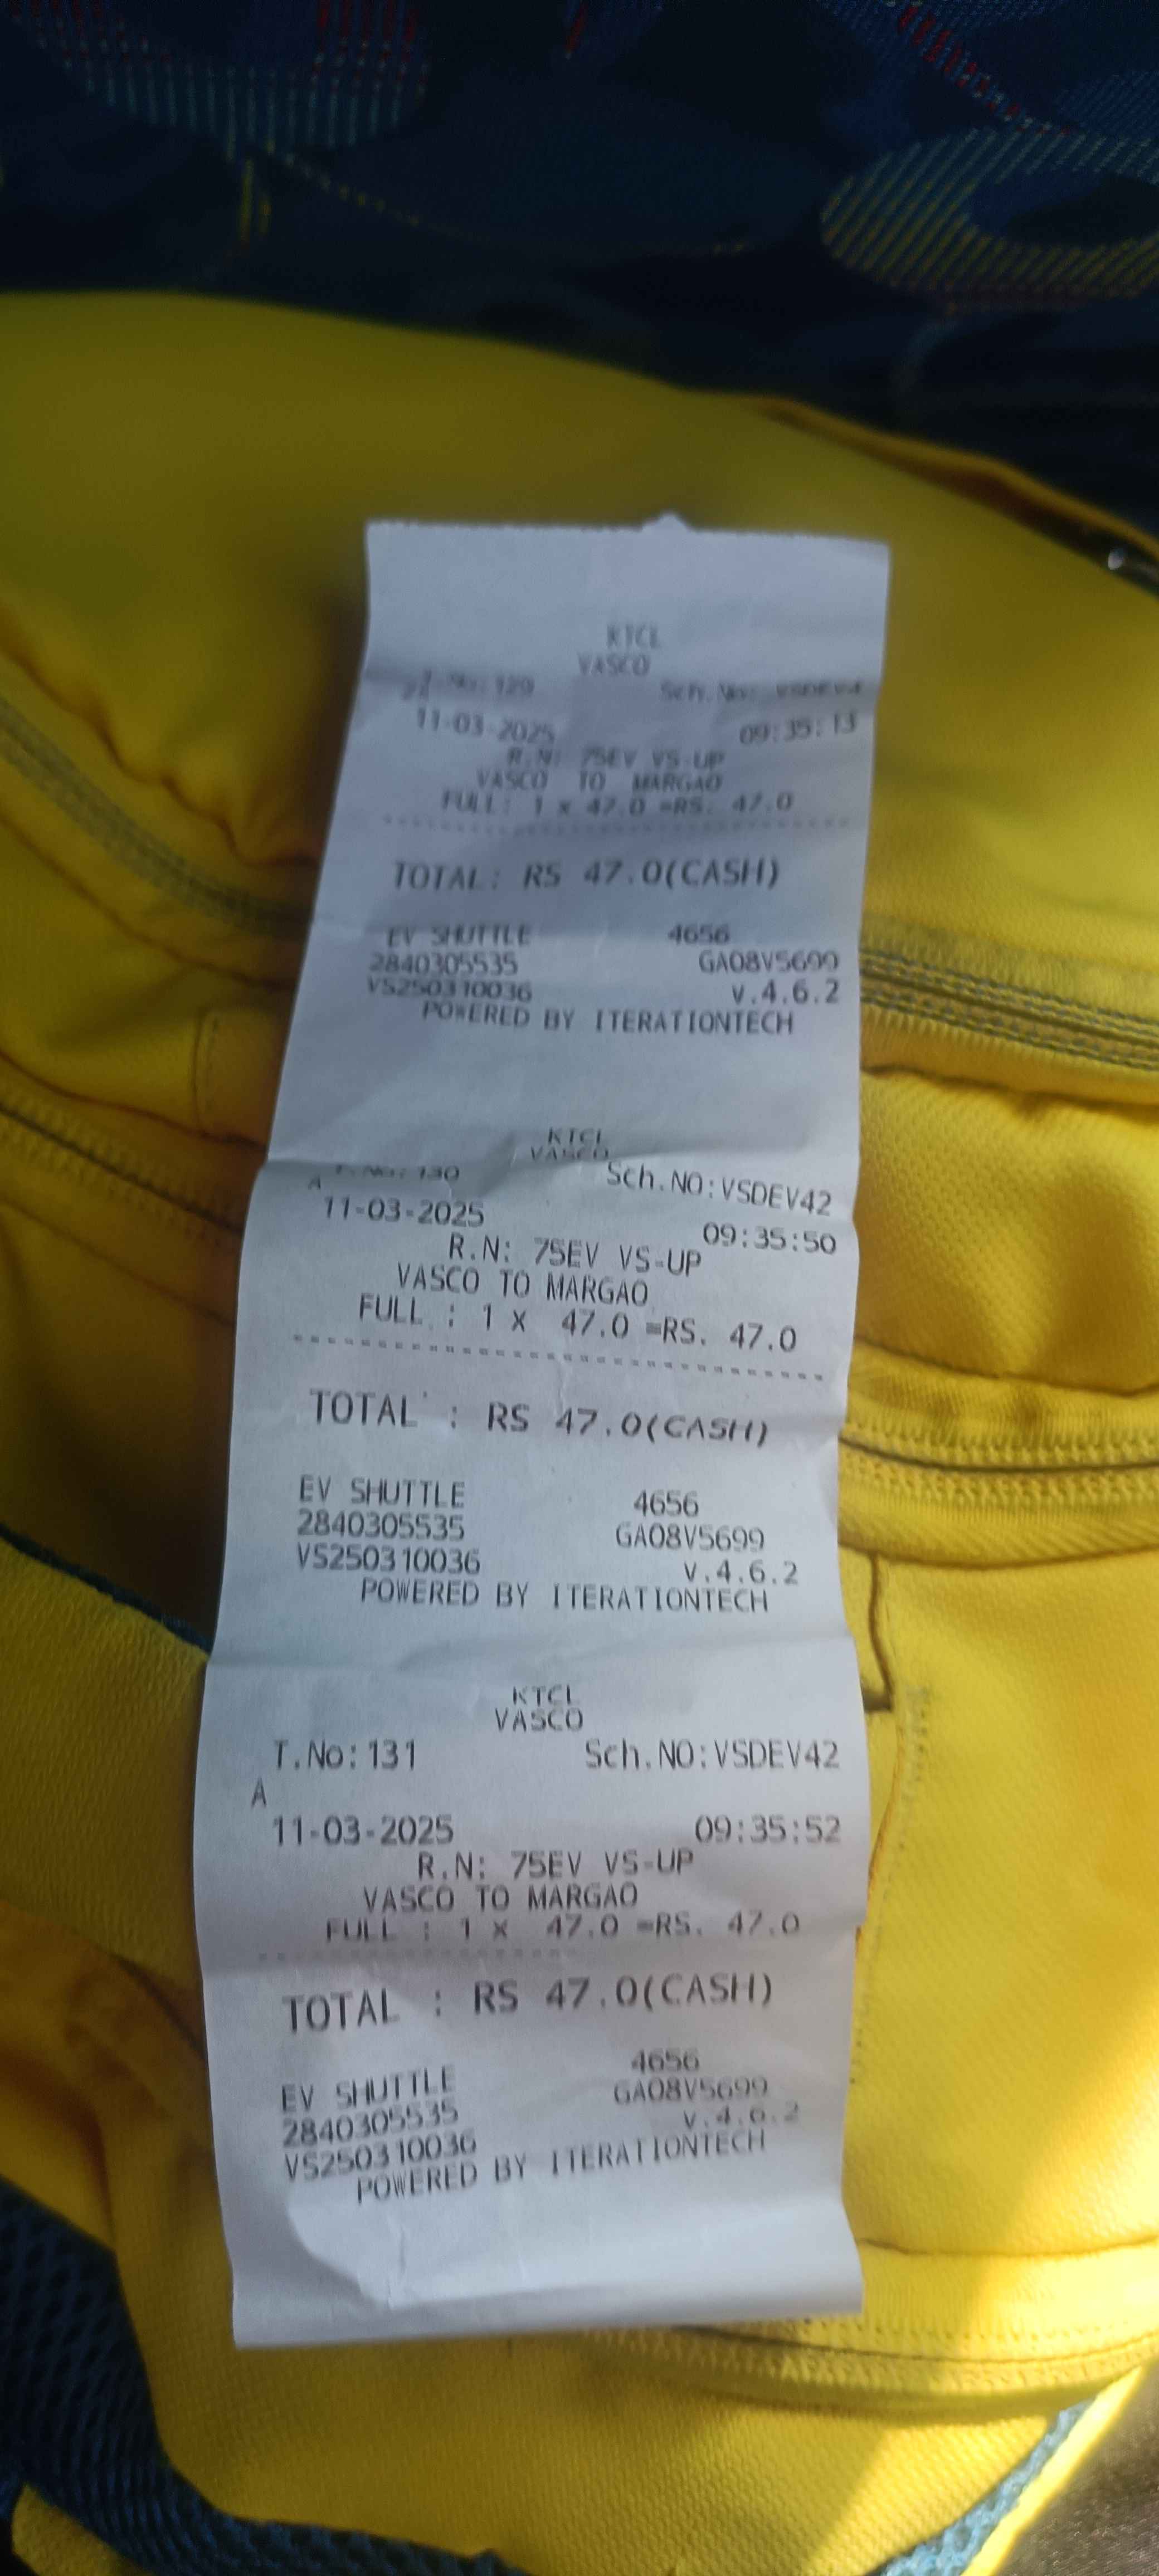 KTCL
VASCO
T.No: 129 Sch.No:
11-03-2025 09:35:13
R.N: 75EV VS-UP
VASCO TO MARGAO
FULL: 1 x 47.0 =RS. 47.0
TOTAL: RS 47.0(CASH)
EV SHUTTLE 4656
2840305535 GA08V5699
VS250310036 v.4.6.2
POWERED BY ITERATIONTECH
KTCL
VASCO
T.No: 130 Sch.NO:VSDEV42
A
11-03-2025 09:35:50
R.N: 75EV VS-UP
VASCO TO MARGAO
FULL : 1 X 47.0 =RS. 47.0
TOTAL : RS 47.0(CASH)
EV SHUTTLE 4656
2840305535 GA08V5699
VS250310036 v.4.6.2
POWERED BY ITERATIONTECH
KTCL
VASCO
T.No:131 Sch.NO:VSDEV42
A
11-03-2025 09:35:52
R.N: 75EV VS-UP
VASCO TO MARGAO
FULL : 1 X 47.0 =RS. 47.0
TOTAL : RS 47.0(CASH)
EV SHUTTLE 4656
2840305535 GA08V5699
VS250310036 v.4.6.2
POWERED BY ITERATIONTECH